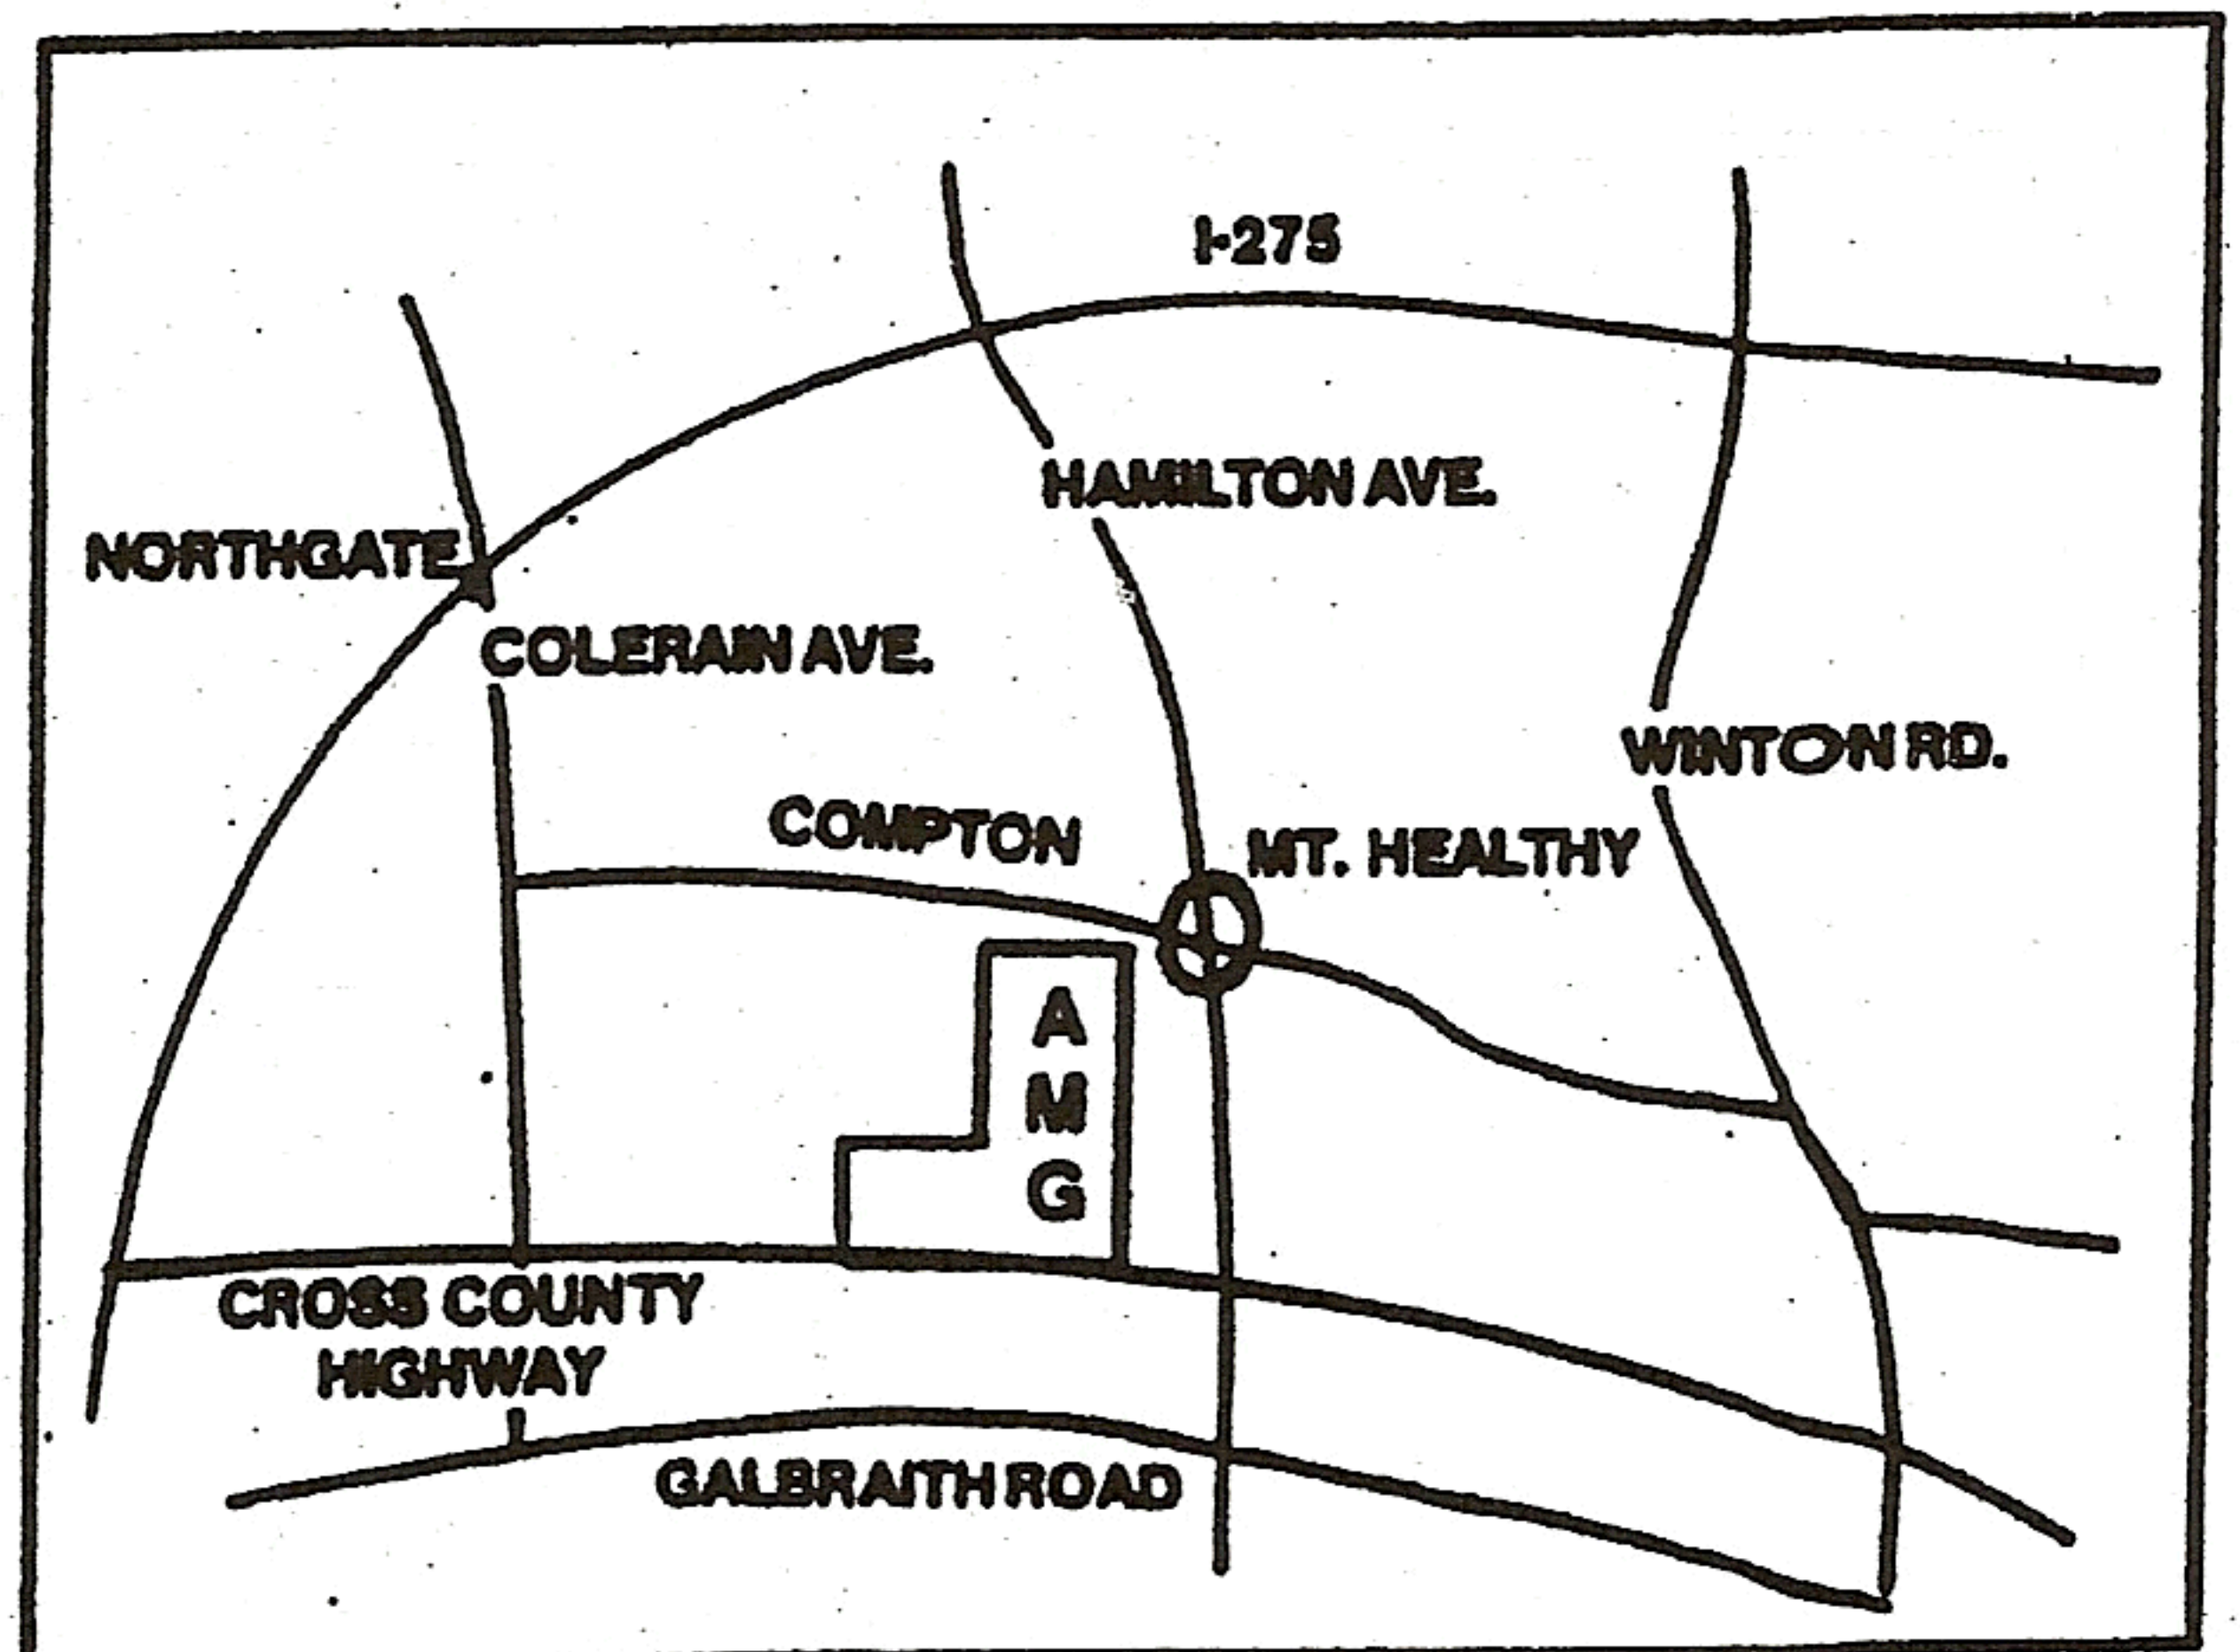 I-275
HAMILTON AVE.
NORTHGATE
COLERAIN AVE.
WINTON RD.
COMPTON
MT. HEALTHY
A
M
G
CROSS COUNTY
HIGHWAY
GALBRAITH ROAD